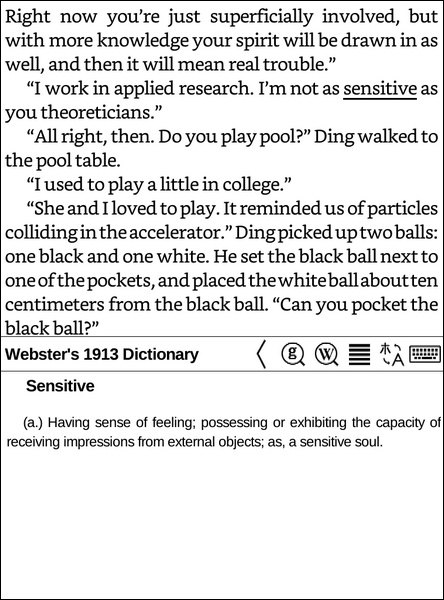 Right now you’re just superficially involved, but
with more knowledge your spirit will be drawn in as
well, and then it will mean real trouble.”
“I work in applied research. I’m not as sensitive as
you theoreticians.”
“All right, then. Do you play pool?” Ding walked to
the pool table.
“I used to play a little in college.”
“She and I loved to play. It reminded us of particles
colliding in the accelerator.” Ding picked up two balls:
one black and one white. He set the black ball next to
one of the pockets, and placed the white ball about ten
centimeters from the black ball. “Can you pocket the
black ball?”
Webster's 1913 Dictionary g W 本 A
Sensitive
(a.) Having sense of feeling; possessing or exhibiting the capacity of
receiving impressions from external objects; as, a sensitive soul.